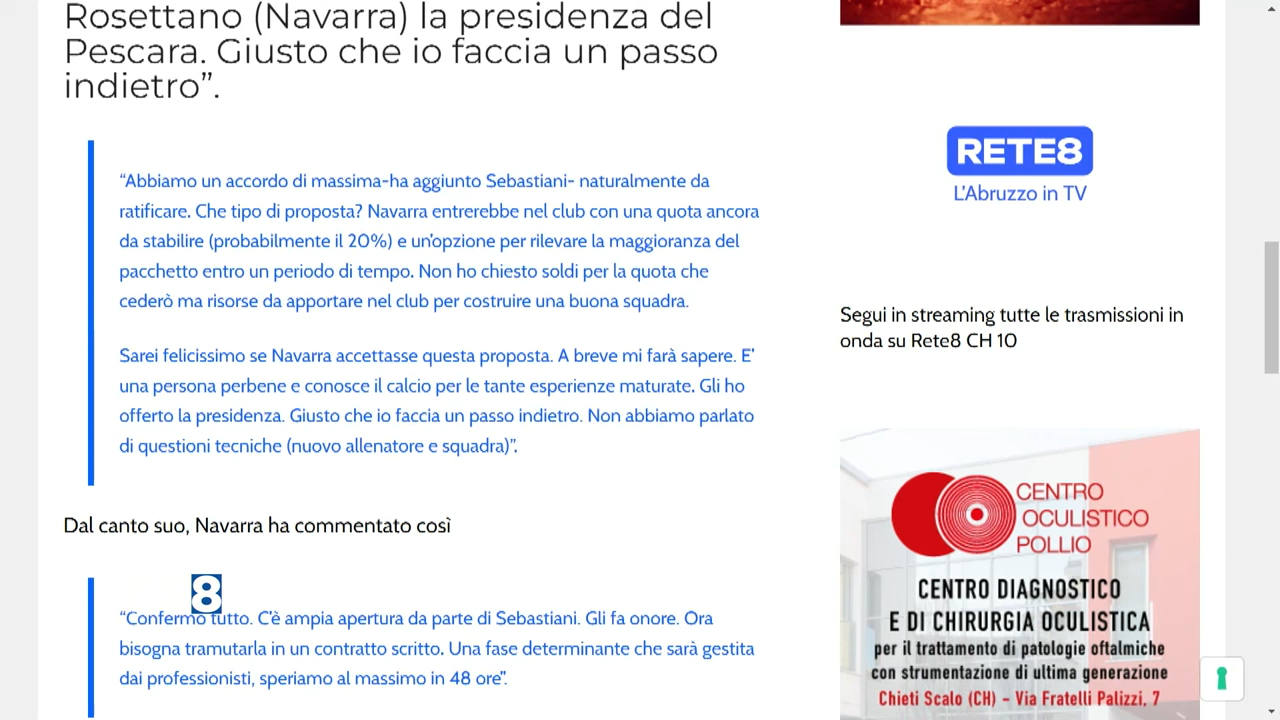 Rosettano (Navarra) la presidenza del
Pescara. Giusto che io faccia un passo
indietro”.
“Abbiamo un accordo di massima-ha aggiunto Sebastiani- naturalmente da
ratificare. Che tipo di proposta? Navarra entrerebbe nel club con una quota ancora
da stabilire (probabilmente il 20%) e un’opzione per rilevare la maggioranza del
pacchetto entro un periodo di tempo. Non ho chiesto soldi per la quota che
cederò ma risorse da apportare nel club per costruire una buona squadra.
Sarei felicissimo se Navarra accettasse questa proposta. A breve mi farà sapere. E’
una persona perbene e conosce il calcio per le tante esperienze maturate. Gli ho
offerto la presidenza. Giusto che io faccia un passo indietro. Non abbiamo parlato
di questioni tecniche (nuovo allenatore e squadra)”.
Dal canto suo, Navarra ha commentato così
8
“Confermo tutto. C’è ampia apertura da parte di Sebastiani. Gli fa onore. Ora
bisogna tramutarla in un contratto scritto. Una fase determinante che sarà gestita
dai professionisti, speriamo al massimo in 48 ore”.
RETE8
L'Abruzzo in TV
Segui in streaming tutte le trasmissioni in
onda su Rete8 CH 10
CENTRO
OCULISTICO
POLLIO
CENTRO DIAGNOSTICO
E DI CHIRURGIA OCULISTICA
per il trattamento di patologie oftalmiche
con strumentazione di ultima generazione
Chieti Scalo (CH) – Via Fratelli Palizzi, 7